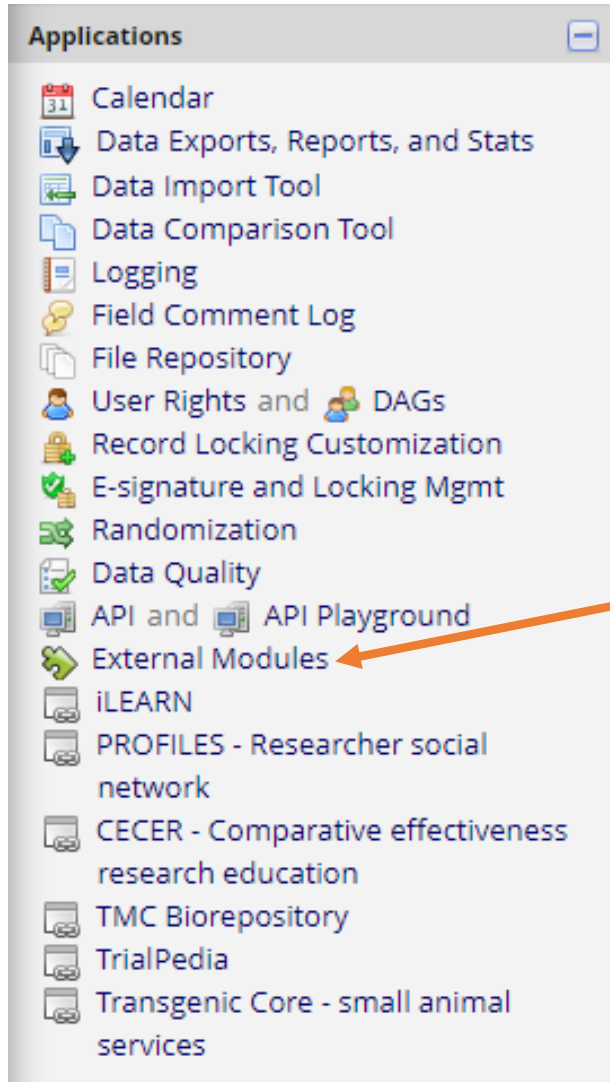 Applications
31
Calendar
Data Exports, Reports, and Stats
Data Import Tool
Data Comparison Tool
Logging
Field Comment Log
File Repository
User Rights and DAGs
Record Locking Customization
E-signature and Locking Mgmt
Randomization
Data Quality
API and API Playground
External Modules
iLEARN
PROFILES - Researcher social
network
CECER - Comparative effectiveness
research education
TMC Biorepository
TrialPedia
Transgenic Core - small animal
services